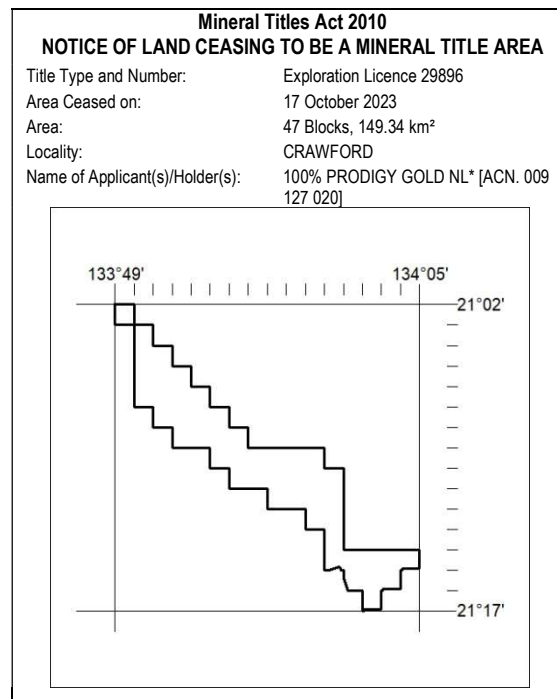 Mineral Titles Act 2010
NOTICE OF LAND CEASING TO BE A MINERAL TITLE AREA
Title Type and Number: Exploration Licence 29896
Area Ceased on: 17 October 2023
Area: 47 Blocks, 149.34 km²
Locality: CRAWFORD
Name of Applicant(s)/Holder(s): 100% PRODIGY GOLD NL* [ACN. 009
127 020]
133°49' 134°05'
21°02'
21°17'